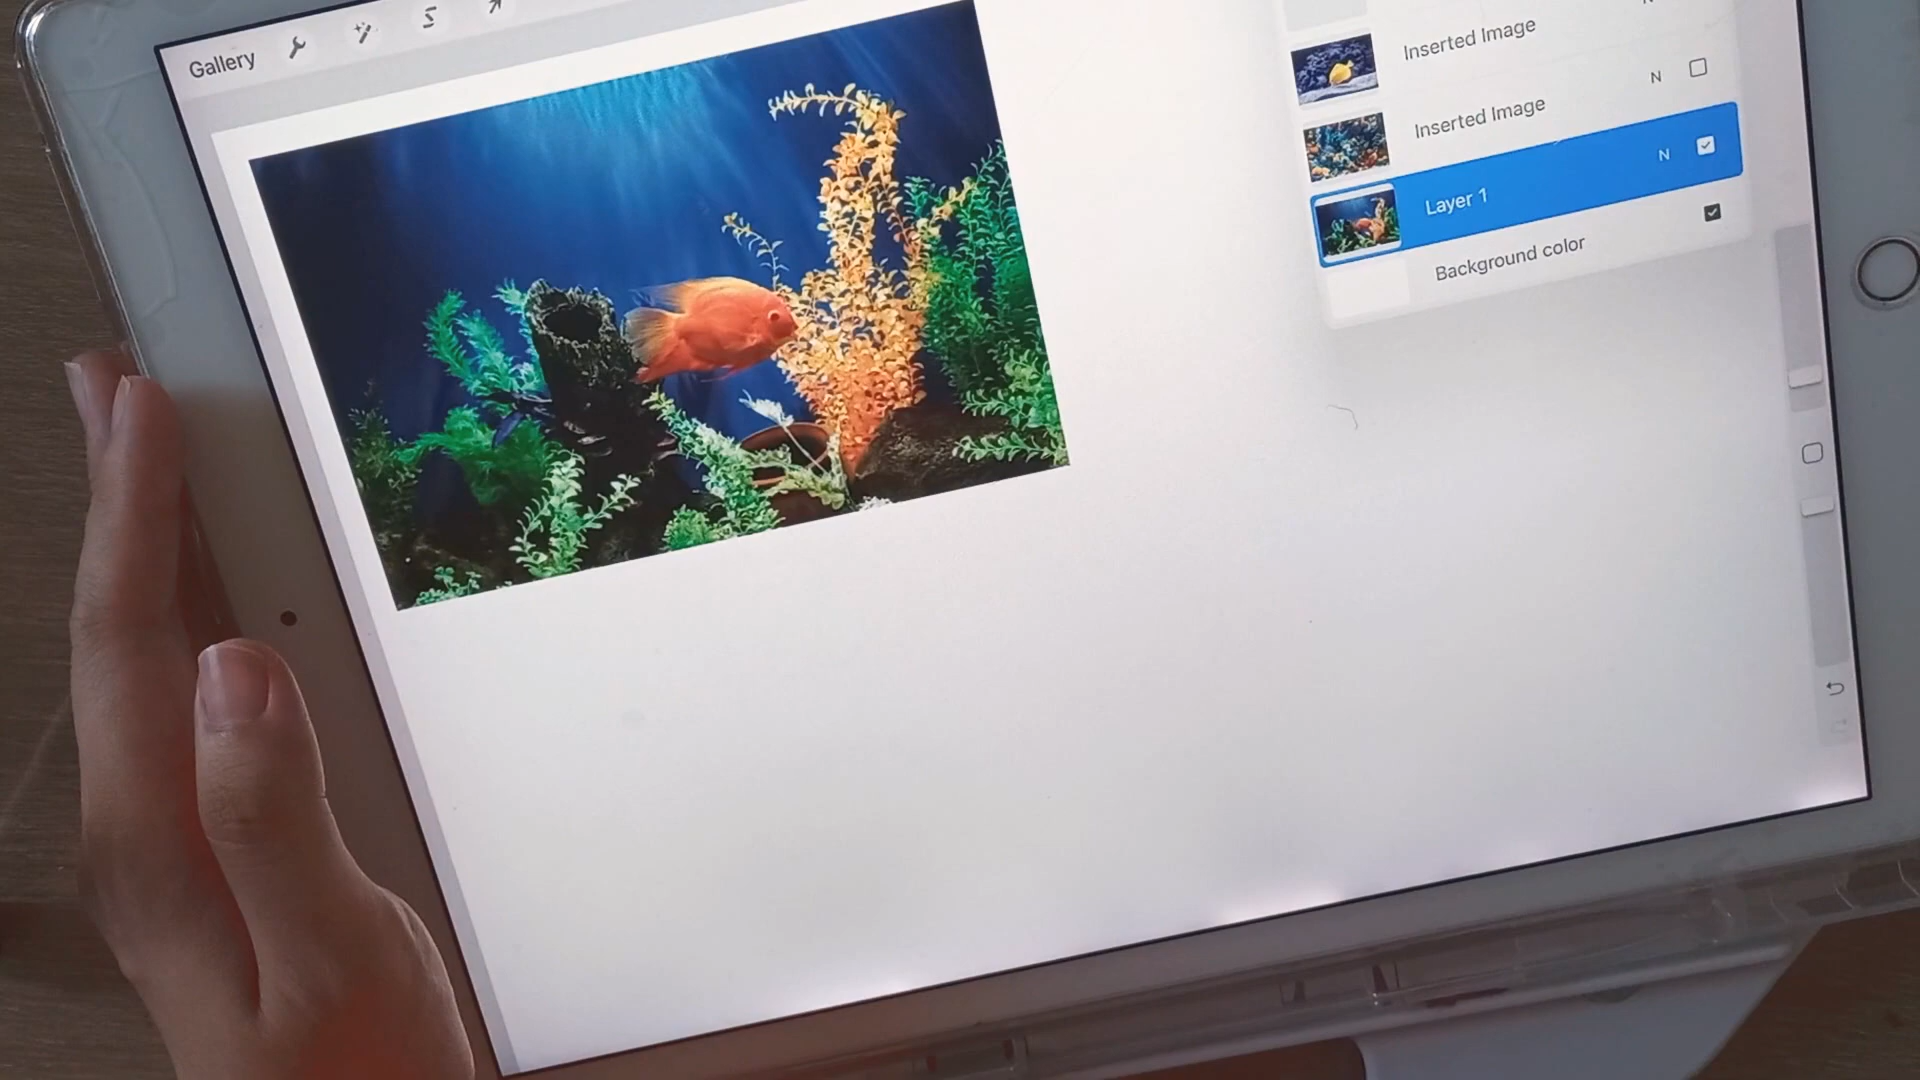 Gallery
Inserted Image
N
Inserted Image
N
Layer 1
Background color